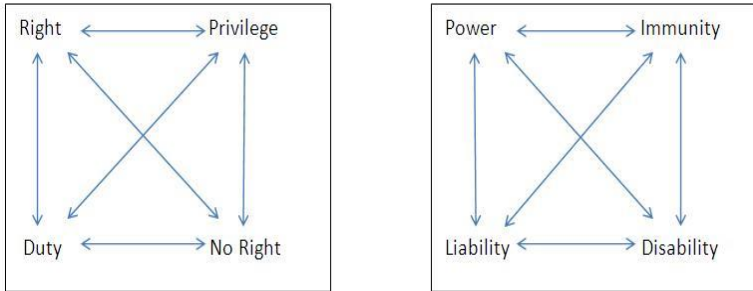 Right Privilege
Duty No Right
Power Immunity
Liability Disability